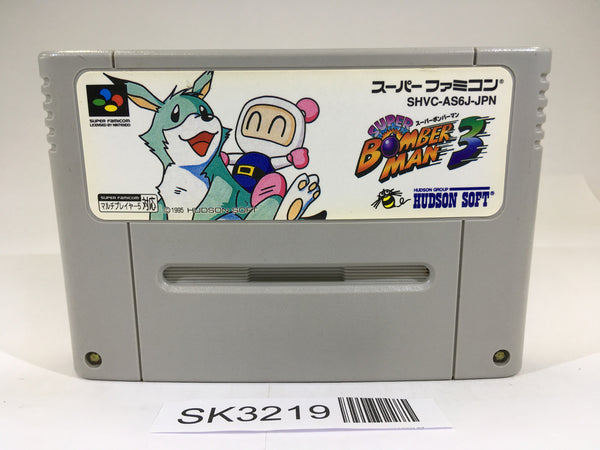 スーパーファミコン®
SHVC-AS6J-JPN
SUPER FAMICOM
LICENSED BY NINTENDO
スーパーボンバーマン
SUPER
BOMBER
MAN 3
HUDSON GROUP
HUDSON SOFT®
SUPER FAMICOM
マルチプレイヤー5対応
©1995 HUDSON SOFT
SK3219